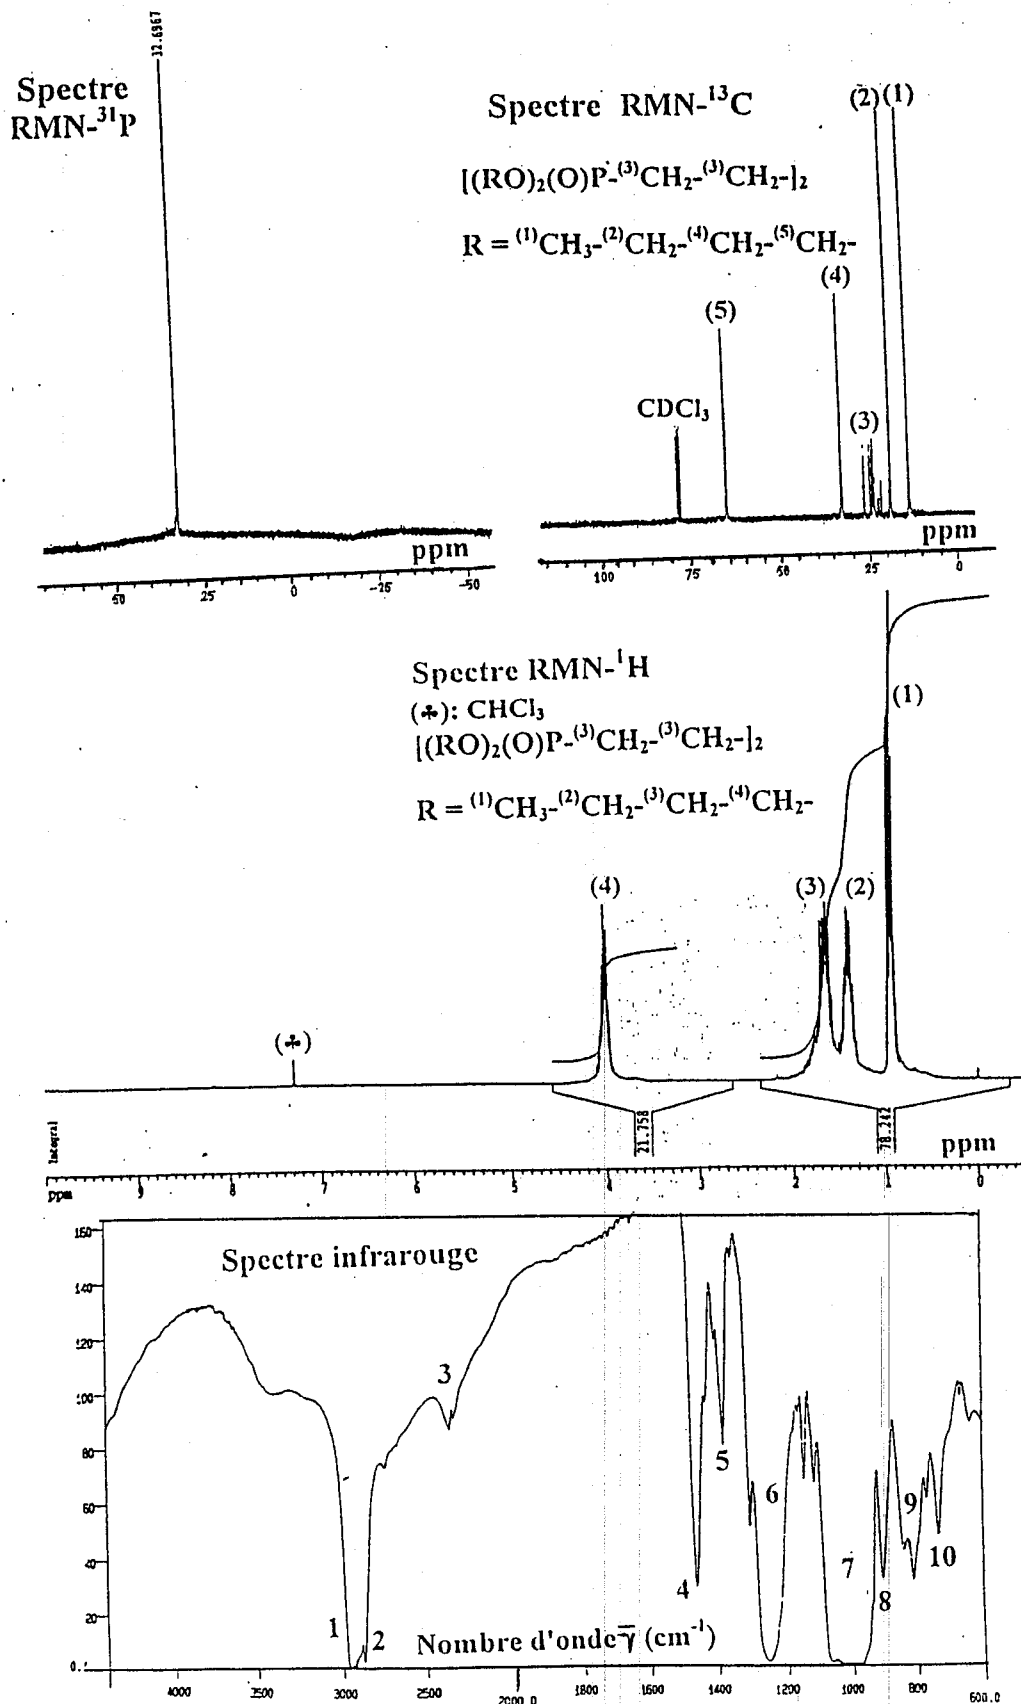 32.6967
Spectre
RMN-³¹P
ppm
50 25 0 -25 -50
Spectre RMN-¹³C
(2) (1)
[(RO)₂(O)P-⁽³⁾CH₂-⁽³⁾CH₂-]₂
R = ⁽¹⁾CH₃-⁽²⁾CH₂-⁽⁴⁾CH₂-⁽⁵⁾CH₂-
(4)
(5)
CDCl₃
(3)
ppm
100 75 50 25 0
Spectre RMN-¹H
(♣): CHCl₃
[(RO)₂(O)P-⁽³⁾CH₂-⁽³⁾CH₂-]₂
R = ⁽¹⁾CH₃-⁽²⁾CH₂-⁽³⁾CH₂-⁽⁴⁾CH₂-
(1)
(4) (3) (2)
(♣)
Integral
21.758
78.242
ppm
ppm 9 8 7 6 5 4 3 2 1 0
Spectre infrarouge
160
140
120
100
80
60
40
20
0.
1 2 3 4 5 6 7 8 9 10
Nombre d'onde γ̅ (cm⁻¹)
4000 3500 3000 2500 2000.0 1800 1600 1400 1200 1000 800 600.0